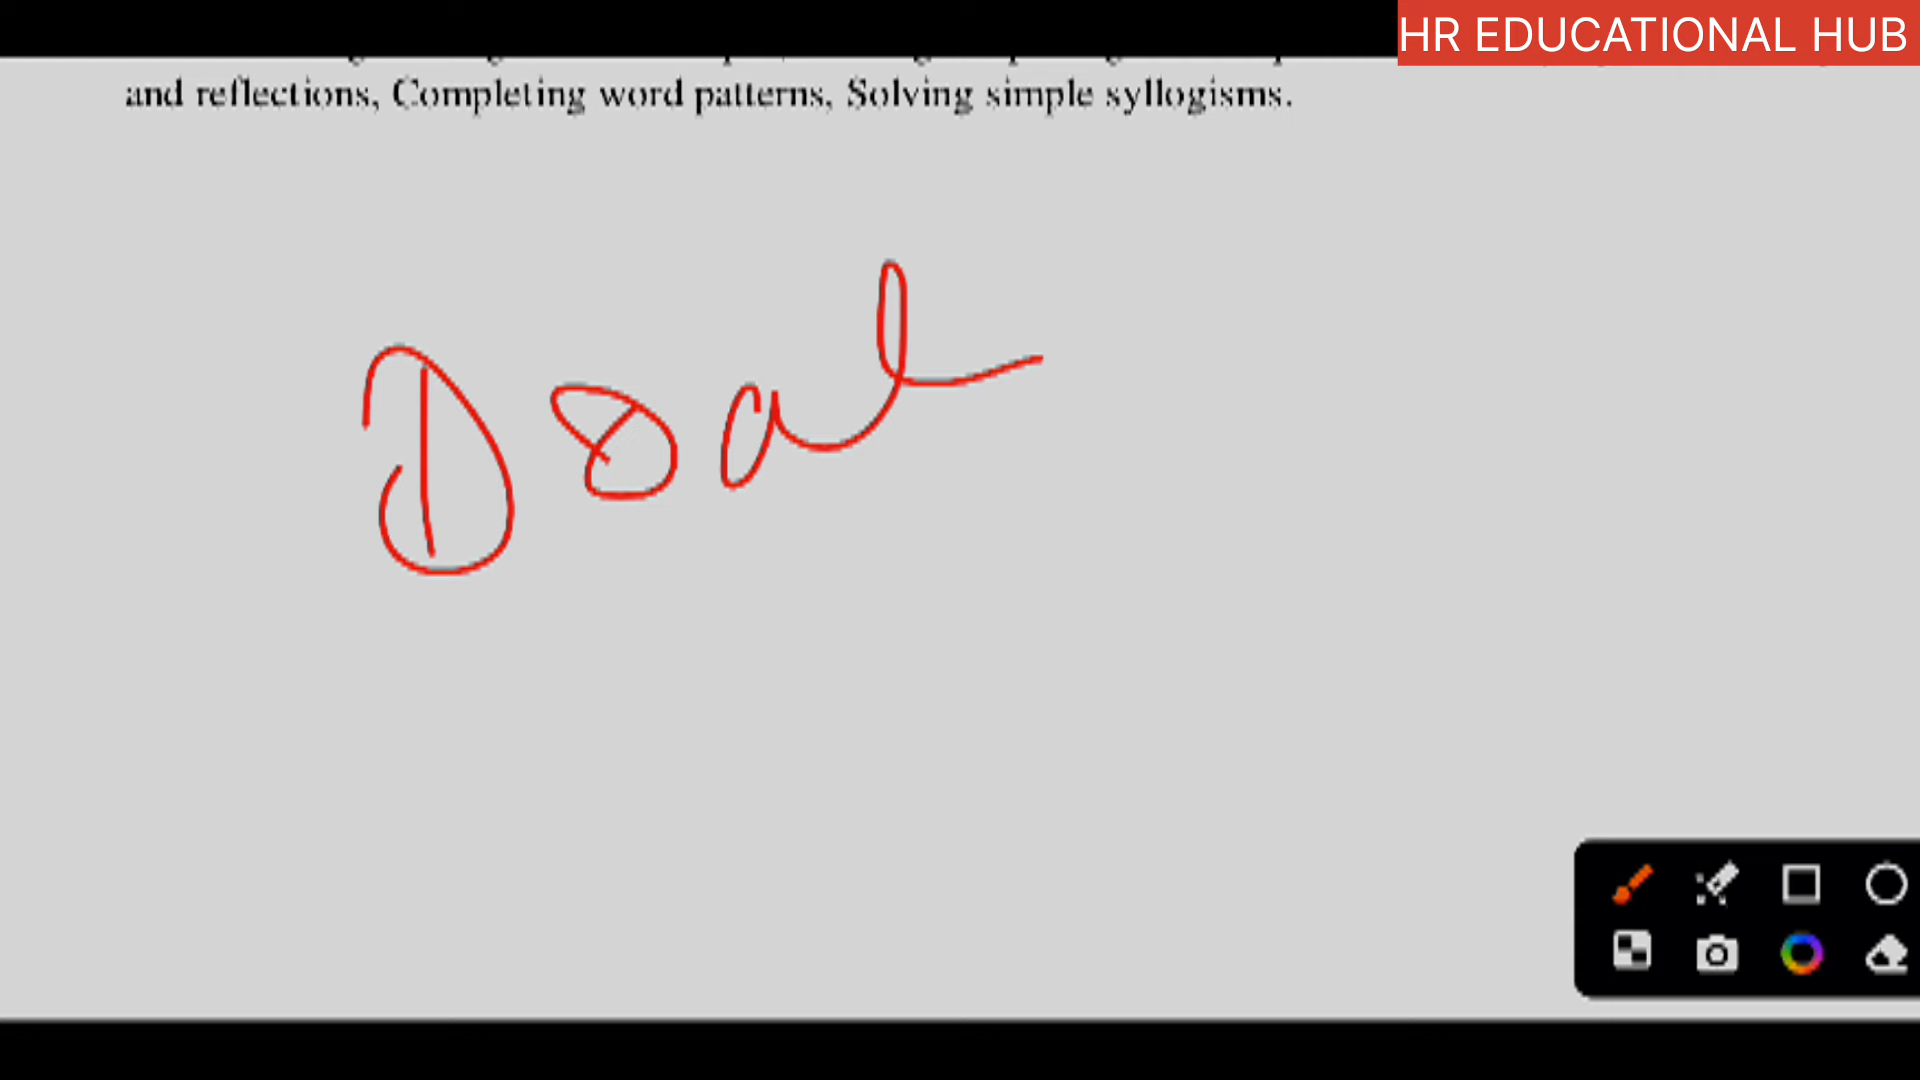 HR EDUCATIONAL HUB
and reflections, Completing word patterns, Solving simple syllogisms.